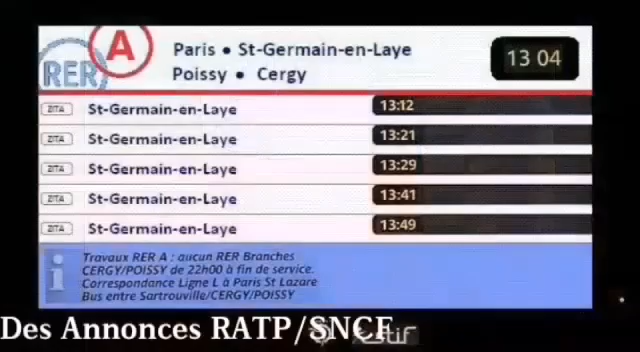 RER A
Paris • St-Germain-en-Laye
Poissy • Cergy
13 04
ZITA St-Germain-en-Laye 13:12
ZITA St-Germain-en-Laye 13:21
ZITA St-Germain-en-Laye 13:29
ZITA St-Germain-en-Laye 13:41
ZITA St-Germain-en-Laye 13:49
i
Travaux RER A : aucun RER Branches
CERGY/POISSY de 22h00 à fin de service.
Correspondance Ligne L à Paris St Lazare
Bus entre Sartrouville/CERGY/POISSY
Des Annonces RATP/SNCF